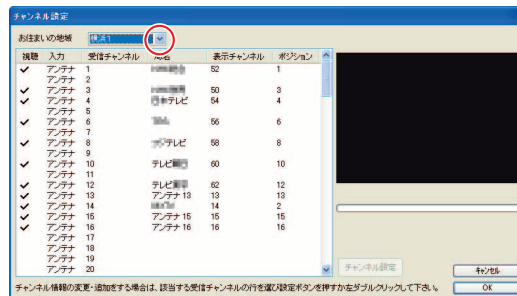 チャンネル設定
お住まいの地域 横浜1
視聴 入力 受信チャンネル 局名 表示チャンネル ポジション
✓ アンテナ 1 52 1
アンテナ 2
✓ アンテナ 3 50 3
✓ アンテナ 4 テレビ 54 4
アンテナ 5
✓ アンテナ 6 56 6
アンテナ 7
✓ アンテナ 8 テレビ 58 8
アンテナ 9
✓ アンテナ 10 テレビ 60 10
アンテナ 11
✓ アンテナ 12 テレビ 62 12
✓ アンテナ 13 アンテナ 13 13 13
✓ アンテナ 14 14 2
✓ アンテナ 15 アンテナ 15 15 15
✓ アンテナ 16 アンテナ 16 16 16
アンテナ 17
アンテナ 18
アンテナ 19
アンテナ 20
チャンネル設定
キャンセル
チャンネル情報の変更・追加をする場合は、該当する受信チャンネルの行を選び設定ボタンを押すか左ダブルクリックして下さい。
OK